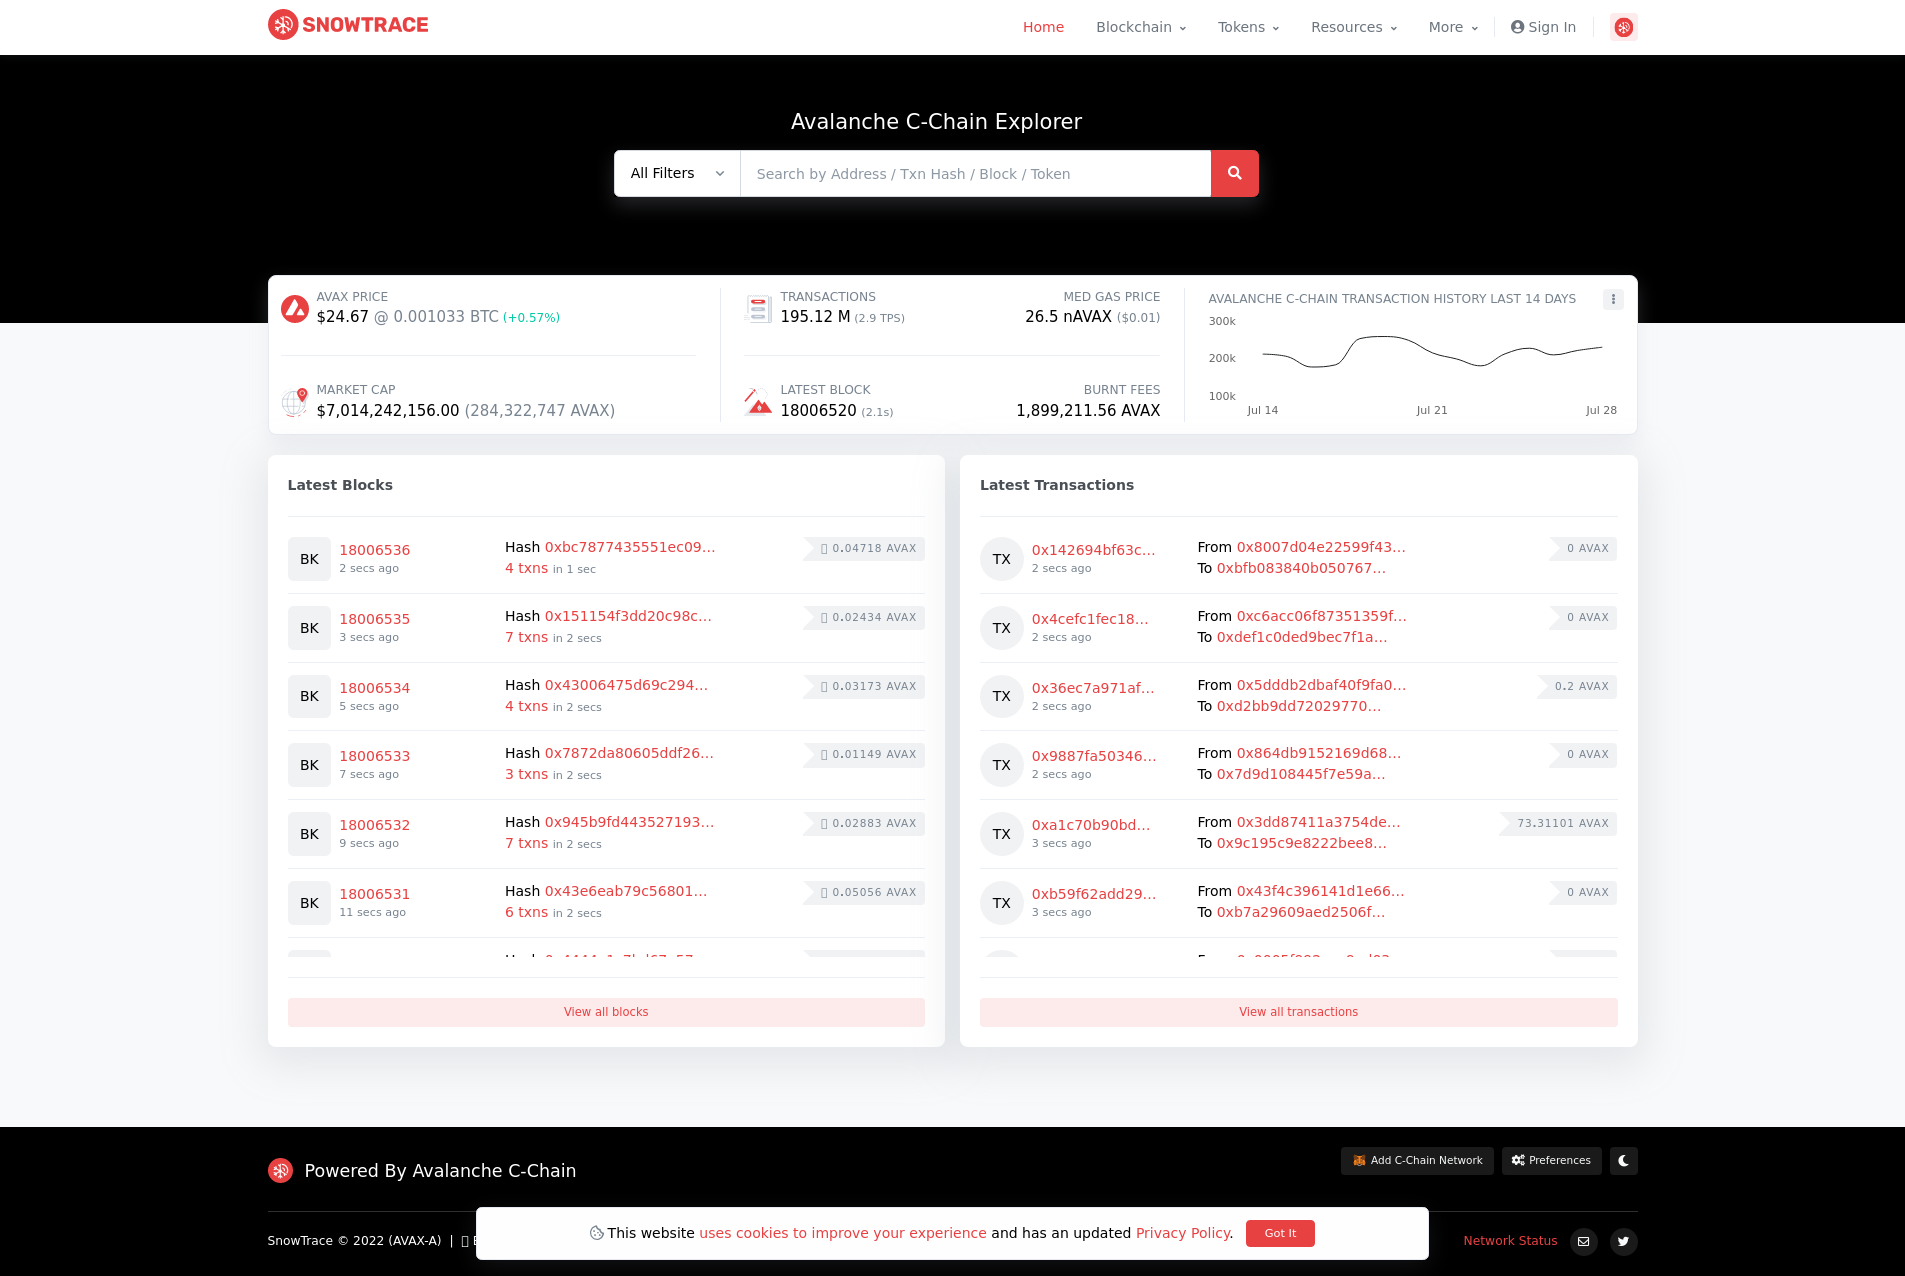 SNOWTRACE
Home Blockchain Tokens Resources More Sign In
Avalanche C-Chain Explorer
All Filters Search by Address / Txn Hash / Block / Token
AVAX PRICE
$24.67 @ 0.001033 BTC (+0.57%)
MARKET CAP
$7,014,242,156.00 (284,322,747 AVAX)
TRANSACTIONS
195.12 M (2.9 TPS)
MED GAS PRICE
26.5 nAVAX ($0.01)
LATEST BLOCK
18006520 (2.1s)
BURNT FEES
1,899,211.56 AVAX
AVALANCHE C-CHAIN TRANSACTION HISTORY LAST 14 DAYS
300k
200k
100k
Jul 14 Jul 21 Jul 28
Latest Blocks
BK 18006536 Hash 0xbc7877435551ec09... 0.04718 AVAX
2 secs ago 4 txns in 1 sec
BK 18006535 Hash 0x151154f3dd20c98c... 0.02434 AVAX
3 secs ago 7 txns in 2 secs
BK 18006534 Hash 0x43006475d69c294... 0.03173 AVAX
5 secs ago 4 txns in 2 secs
BK 18006533 Hash 0x7872da80605ddf26... 0.01149 AVAX
7 secs ago 3 txns in 2 secs
BK 18006532 Hash 0x945b9fd443527193... 0.02883 AVAX
9 secs ago 7 txns in 2 secs
BK 18006531 Hash 0x43e6eab79c56801... 0.05056 AVAX
11 secs ago 6 txns in 2 secs
View all blocks
Latest Transactions
TX 0x142694bf63c... From 0x8007d04e22599f43... 0 AVAX
2 secs ago To 0xbfb083840b050767...
TX 0x4cefc1fec18... From 0xc6acc06f87351359f... 0 AVAX
2 secs ago To 0xdef1c0ded9bec7f1a...
TX 0x36ec7a971af... From 0x5dddb2dbaf40f9fa0... 0.2 AVAX
2 secs ago To 0xd2bb9dd72029770...
TX 0x9887fa50346... From 0x864db9152169d68... 0 AVAX
2 secs ago To 0x7d9d108445f7e59a...
TX 0xa1c70b90bd... From 0x3dd87411a3754de... 73.31101 AVAX
3 secs ago To 0x9c195c9e8222bee8...
TX 0xb59f62add29... From 0x43f4c396141d1e66... 0 AVAX
3 secs ago To 0xb7a29609aed2506f...
View all transactions
Powered By Avalanche C-Chain
Add C-Chain Network Preferences
This website uses cookies to improve your experience and has an updated Privacy Policy. Got It
SnowTrace © 2022 (AVAX-A) |
Network Status